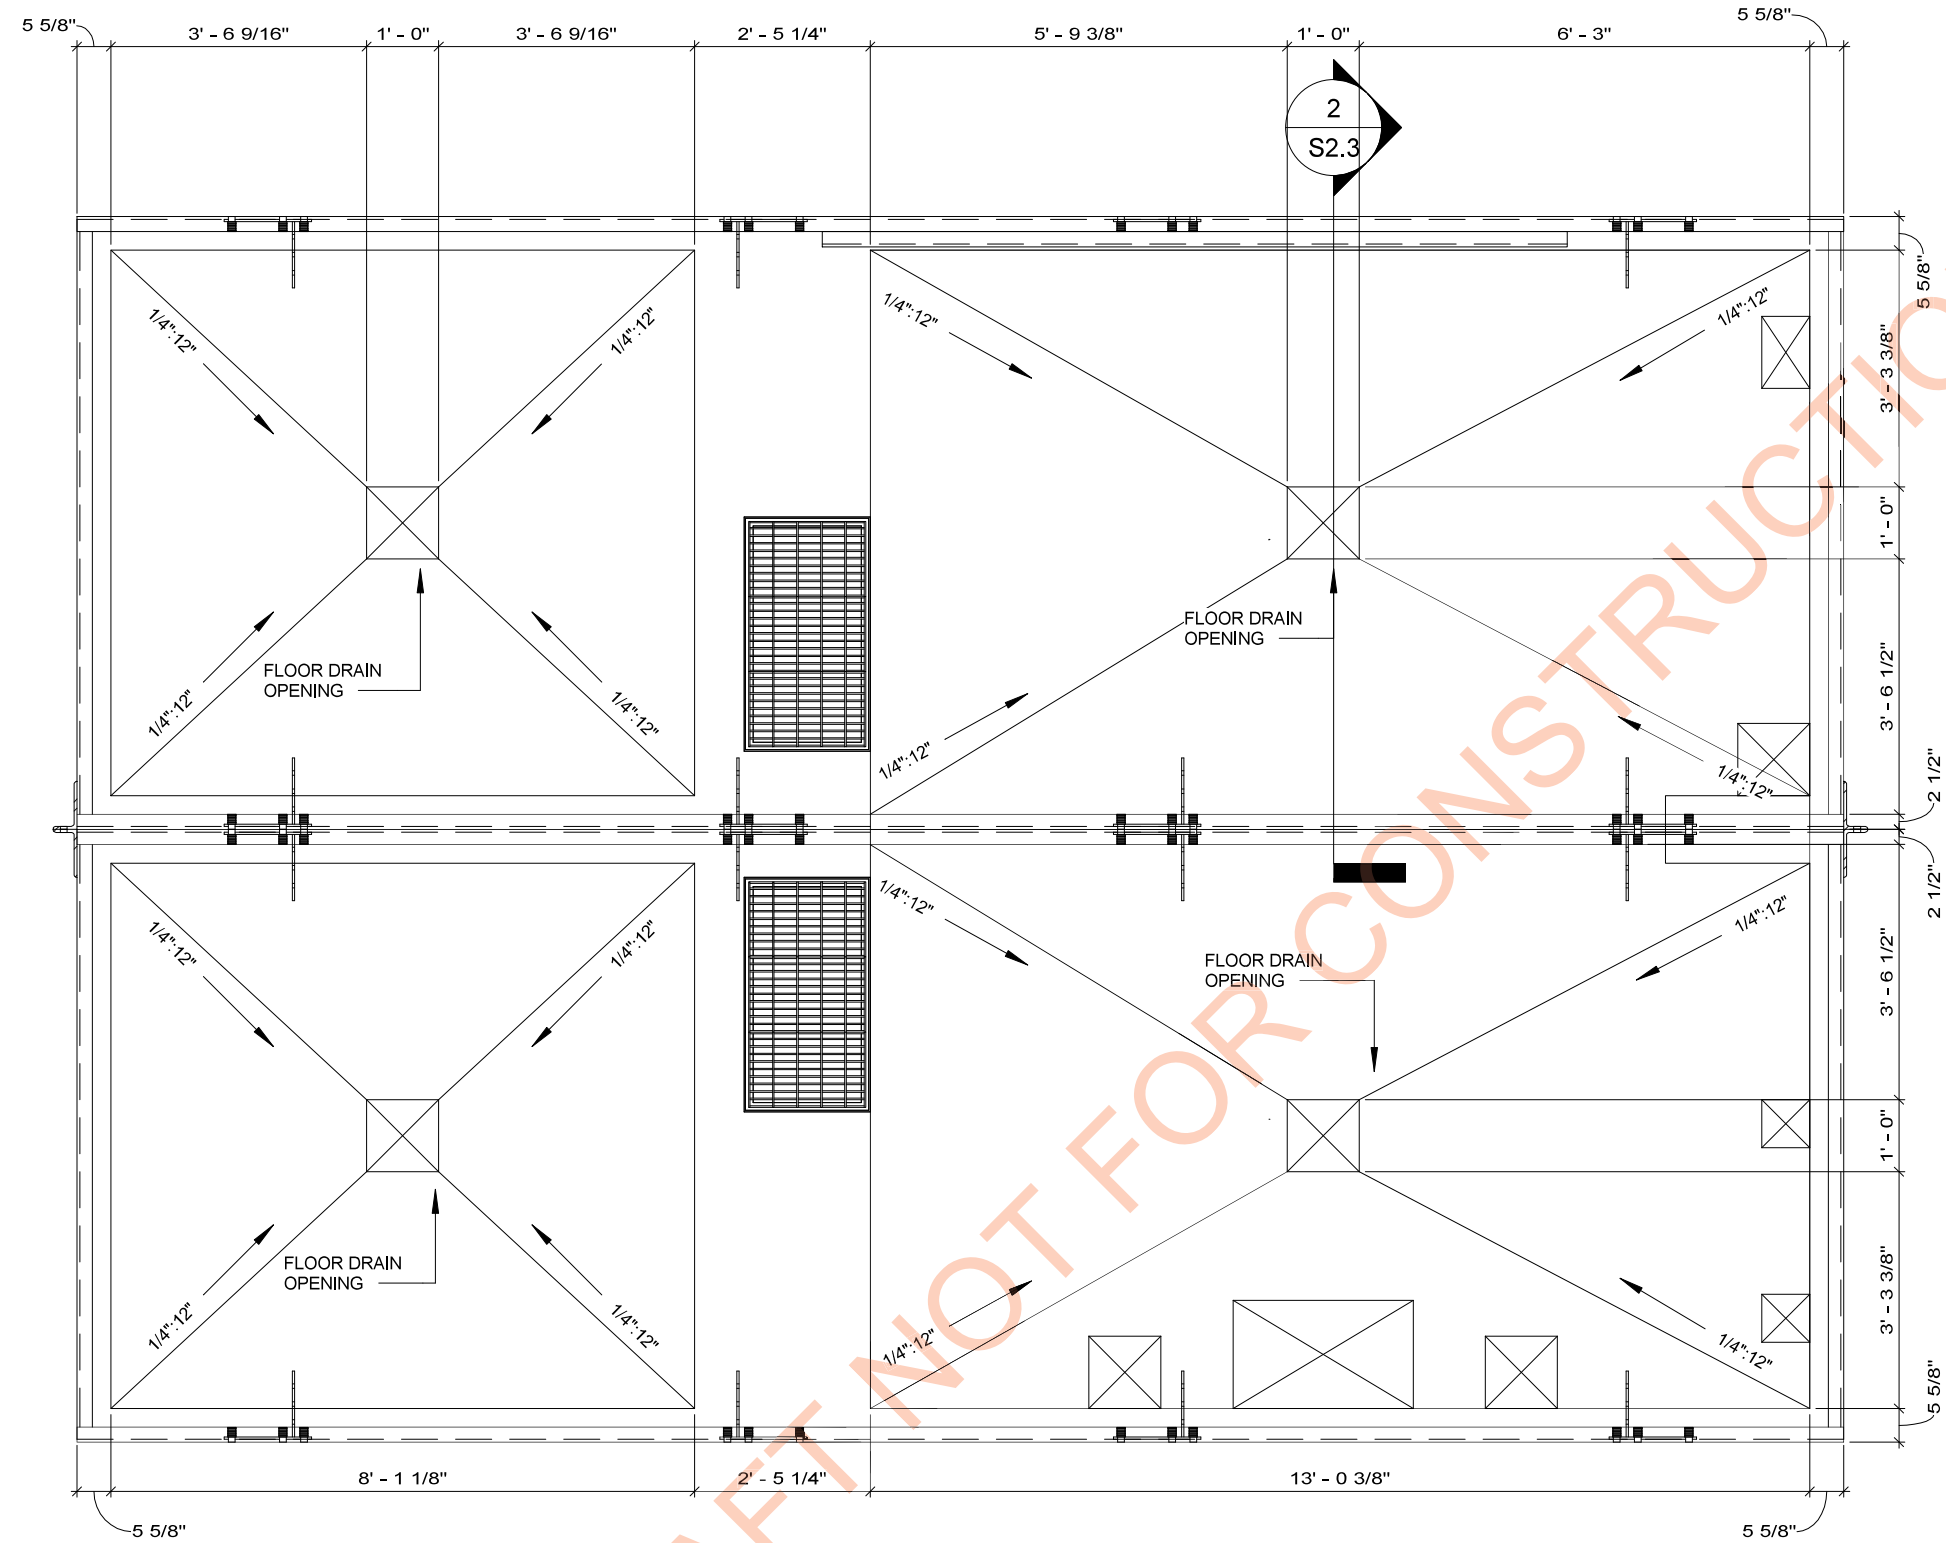 5 5/8"
3' - 6 9/16"
1' - 0"
3' - 6 9/16"
2' - 5 1/4"
5' - 9 3/8"
1' - 0"
6' - 3"
5 5/8"
2
S2.3
5 5/8"
1/4":12"
1/4":12"
1/4":12"
1/4":12"
3' - 3 3/8"
1' - 0"
FLOOR DRAIN
OPENING
FLOOR DRAIN
OPENING
3' - 6 1/2"
1/4":12"
1/4":12"
1/4":12"
1/4":12"
2 1/2"
2 1/2"
1/4":12"
1/4":12"
1/4":12"
1/4":12"
FLOOR DRAIN
OPENING
3' - 6 1/2"
1' - 0"
FLOOR DRAIN
OPENING
3' - 3 3/8"
1/4":12"
1/4":12"
1/4":12"
1/4":12"
5 5/8"
8' - 1 1/8"
2' - 5 1/4"
13' - 0 3/8"
5 5/8"
5 5/8"
FT NOT FOR CONSTRUCTIO